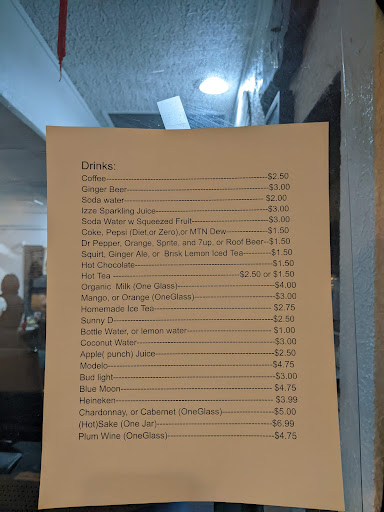 Drinks:
Coffee-----------------------------------------------$2.50
Ginger Beer------------------------------------------$3.00
Soda water------------------------------------------ $2.00
Izze Sparkling Juice---------------------------------$3.00
Soda Water w Squeezed Fruit----------------------$3.00
Coke, Pepsi (Diet,or Zero),or MTN Dew------------$1.50
Dr Pepper, Orange, Sprite, and 7up, or Roof Beer--$1.50
Squirt, Ginger Ale, or Brisk Lemon Iced Tea---------$1.50
Hot Chocolate----------------------------------------$1.50
Hot Tea -----------------------------------$2.50 or $1.50
Organic Milk (One Glass)----------------------------$4.00
Mango, or Orange (OneGlass)----------------------$3.00
Homemade Ice Tea---------------------------------- $2.75
Sunny D----------------------------------------------$2.50
Bottle Water, or lemon water-----------------------$1.00
Coconut Water---------------------------------------$3.00
Apple( punch) Juice----------------------------------$2.50
Modelo-----------------------------------------------$4.75
Bud light----------------------------------------------$3.00
Blue Moon------------------------------------------- $4.75
Heineken--------------------------------------------- $3.99
Chardonnay, or Cabernet (OneGlass)---------------$5.00
(Hot)Sake (One Jar)----------------------------------$6.99
Plum Wine (OneGlass)-------------------------------$4.75